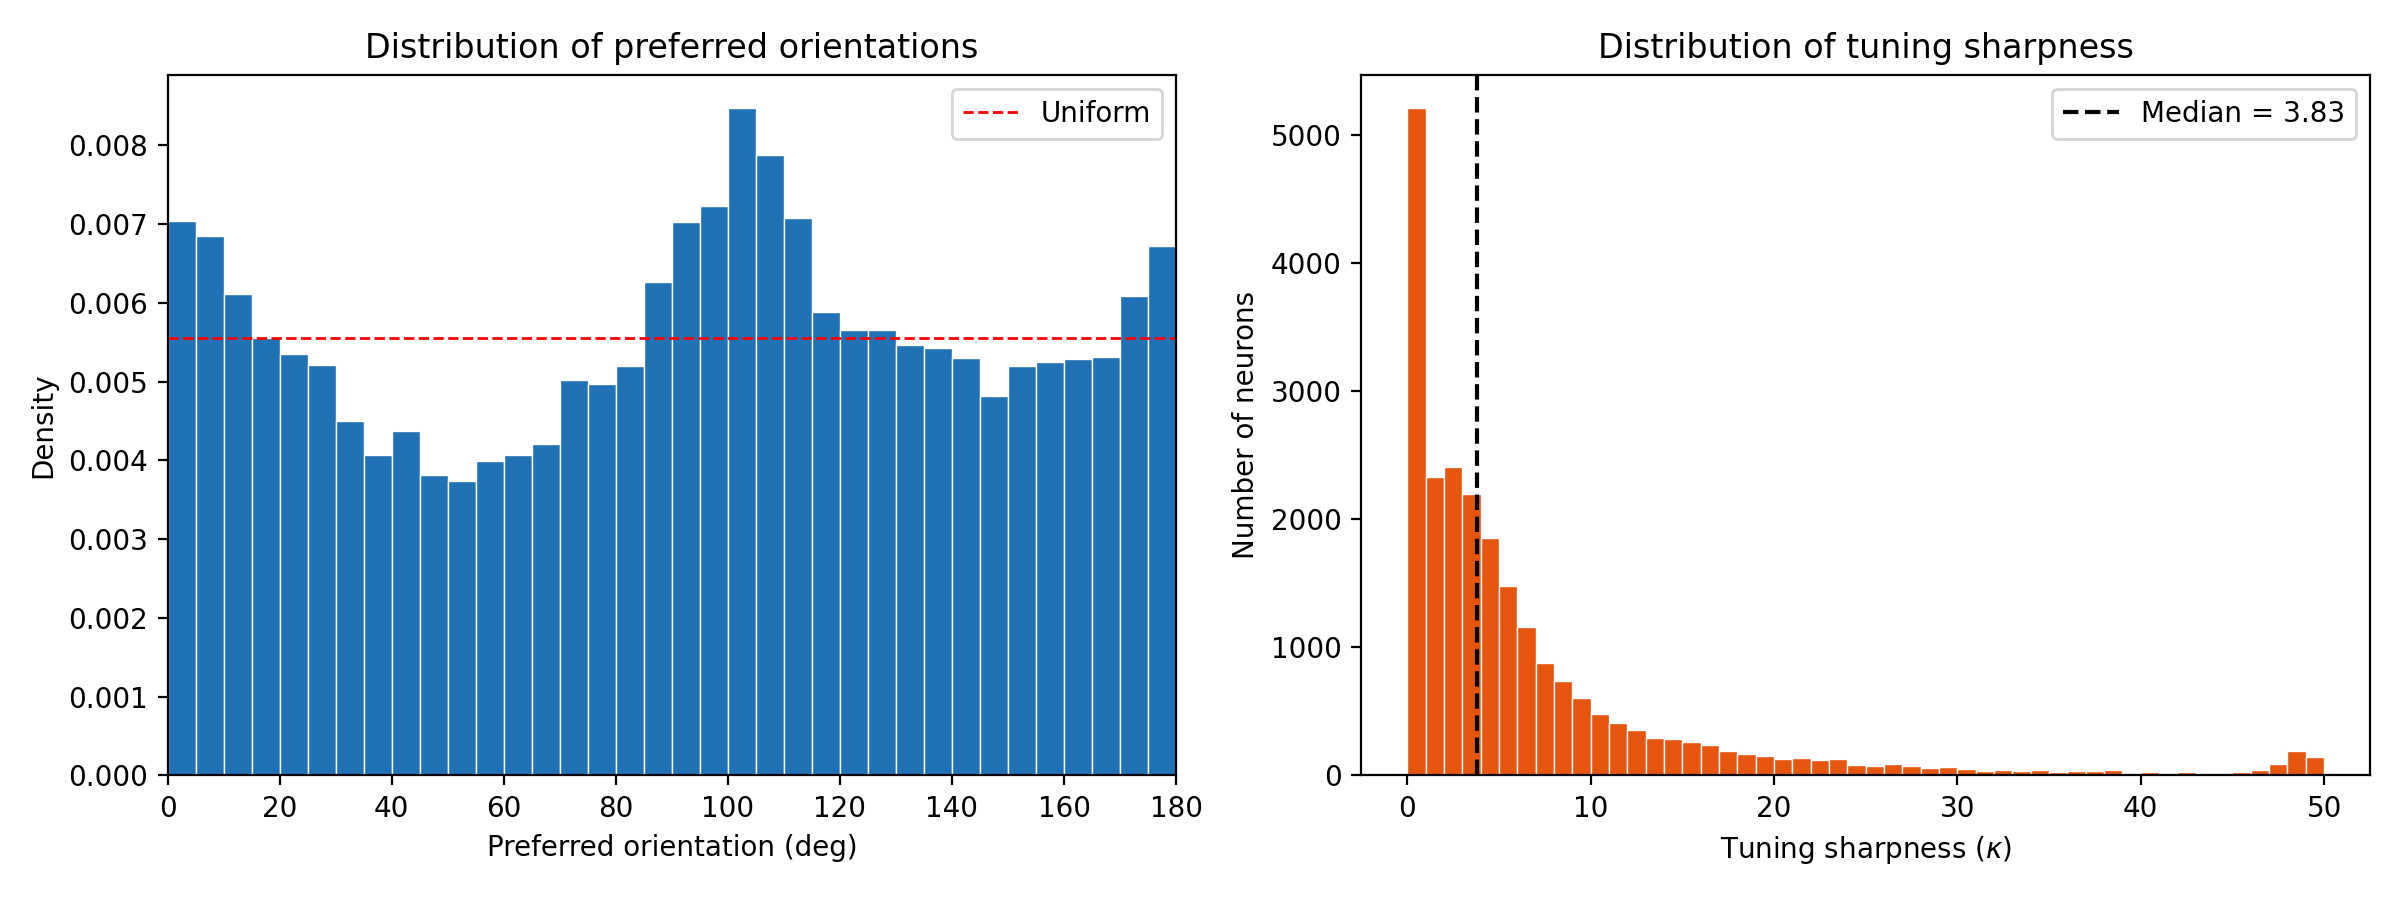 Distribution of preferred orientations
Uniform
0.008
0.007
0.006
0.005
0.004
0.003
0.002
0.001
0.000
Density
0 20 40 60 80 100 120 140 160 180
Preferred orientation (deg)
Distribution of tuning sharpness
Median = 3.83
5000
4000
3000
2000
1000
0
Number of neurons
0 10 20 30 40 50
Tuning sharpness (κ)